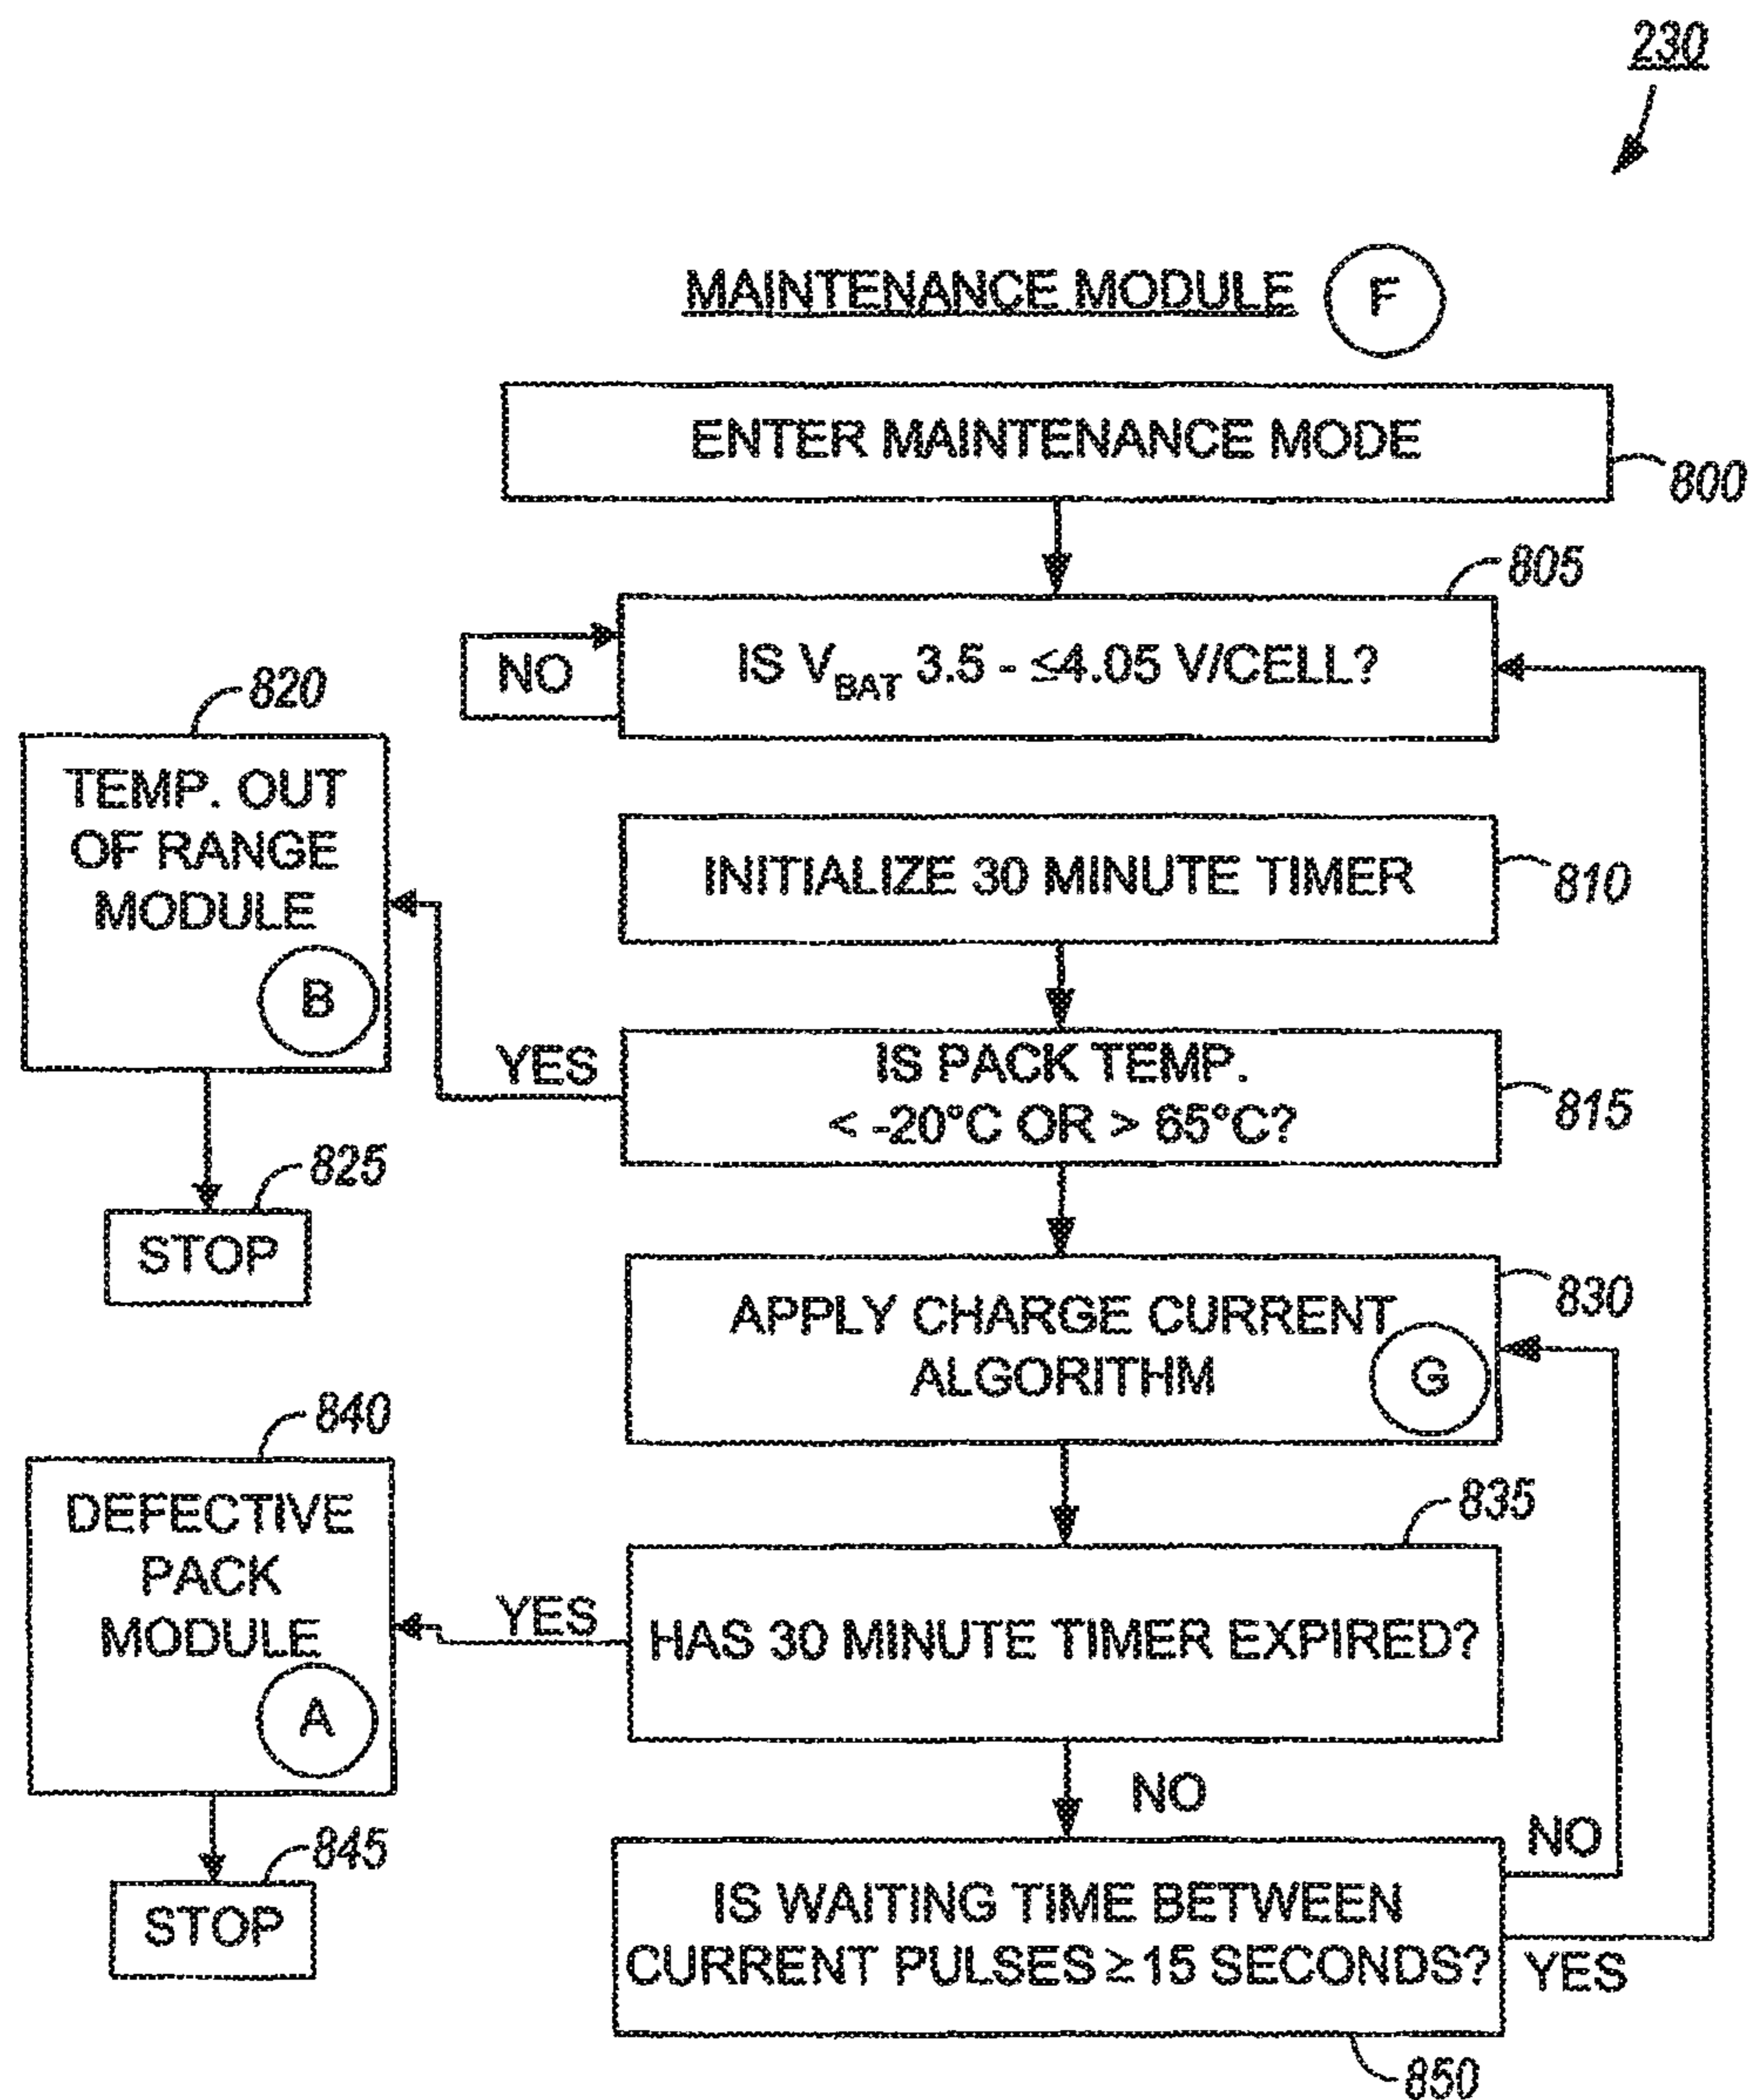 230
MAINTENANCE MODULE F
ENTER MAINTENANCE MODE
800
805
IS VBAT 3.5 - ≤4.05 V/CELL?
NO
820
TEMP. OUT
OF RANGE
MODULE
B
INITIALIZE 30 MINUTE TIMER
810
YES
IS PACK TEMP.
< -20°C OR > 65°C?
815
825
STOP
APPLY CHARGE CURRENT
ALGORITHM
G
830
840
DEFECTIVE
PACK
MODULE
A
835
YES
HAS 30 MINUTE TIMER EXPIRED?
NO
845
STOP
IS WAITING TIME BETWEEN
CURRENT PULSES ≥ 15 SECONDS?
NO
YES
850